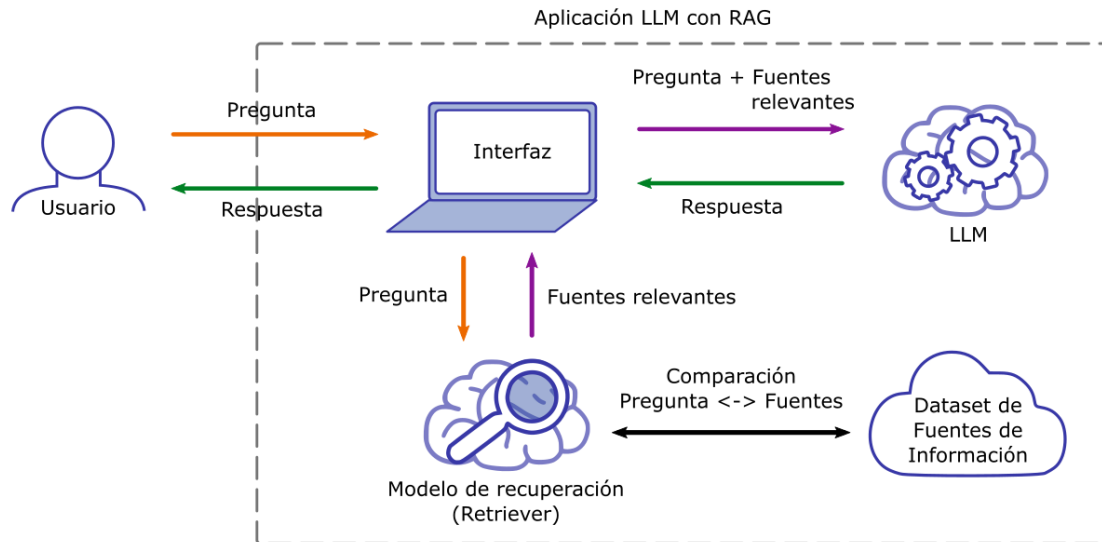 Aplicación LLM con RAG
Pregunta
Pregunta + Fuentes
relevantes
Interfaz
Usuario
Respuesta
Respuesta
LLM
Pregunta
Fuentes relevantes
Comparación
Pregunta <-> Fuentes
Dataset de
Fuentes de
Información
Modelo de recuperación
(Retriever)